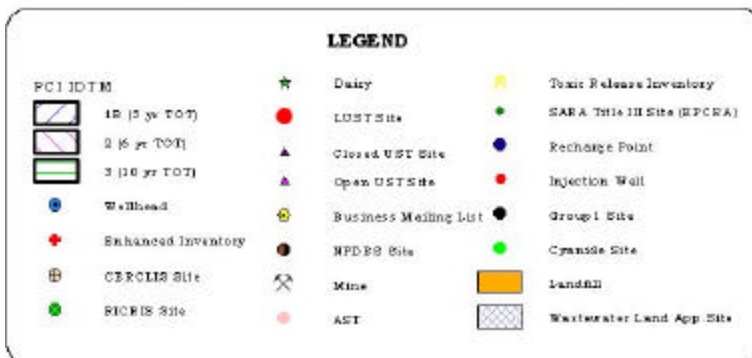 LEGEND
PCI IDTM
1B (3 yr TOT)
2 (6 yr TOT)
3 (10 yr TOT)
Wellhead
Enhanced Inventory
CERCLIS Site
RICRIS Site
Dairy
LUST Site
Closed UST Site
Open UST Site
Business Mailing List
NPDES Site
Mine
AST
Toxic Release Inventory
SARA Title III Site (EPCRA)
Recharge Point
Injection Well
Group 1 Site
Cyanide Site
Landfill
Wastewater Land App. Site